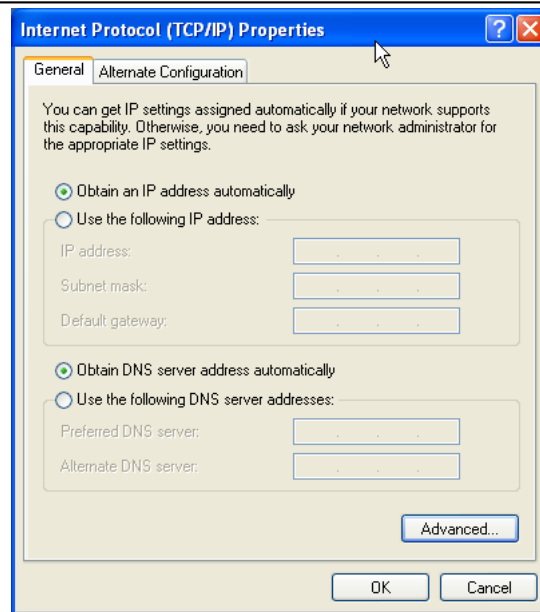 Internet Protocol (TCP/IP) Properties
General
Alternate Configuration
You can get IP settings assigned automatically if your network supports
this capability. Otherwise, you need to ask your network administrator for
the appropriate IP settings.
Obtain an IP address automatically
Use the following IP address:
IP address:
Subnet mask:
Default gateway:
Obtain DNS server address automatically
Use the following DNS server addresses:
Preferred DNS server:
Alternate DNS server:
Advanced...
OK
Cancel